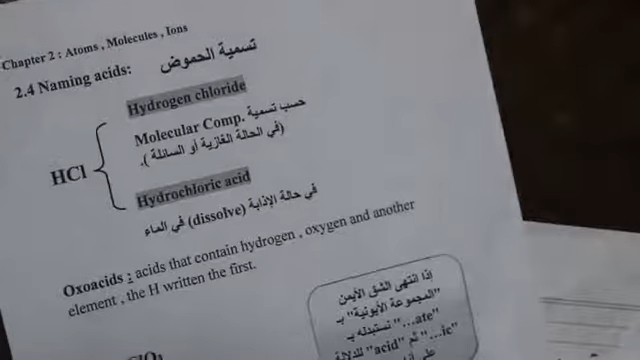 Chapter 2 : Atoms , Molecules , Ions
2.4 Naming acids: تسمية الحموض
Hydrogen chloride
Molecular Comp. حسب تسمية
(في الحالة الغازية أو السائلة ).
HCl
Hydrochloric acid
في حالة الإذابة (dissolve) في الماء
Oxoacids : acids that contain hydrogen , oxygen and another
element , the H written the first.
إذا انتهى الشق الأيمن
"المجموعة الأيونية" بـ
"...ate" نستبدله بـ
"...ic" ثم "acid" للدلالة